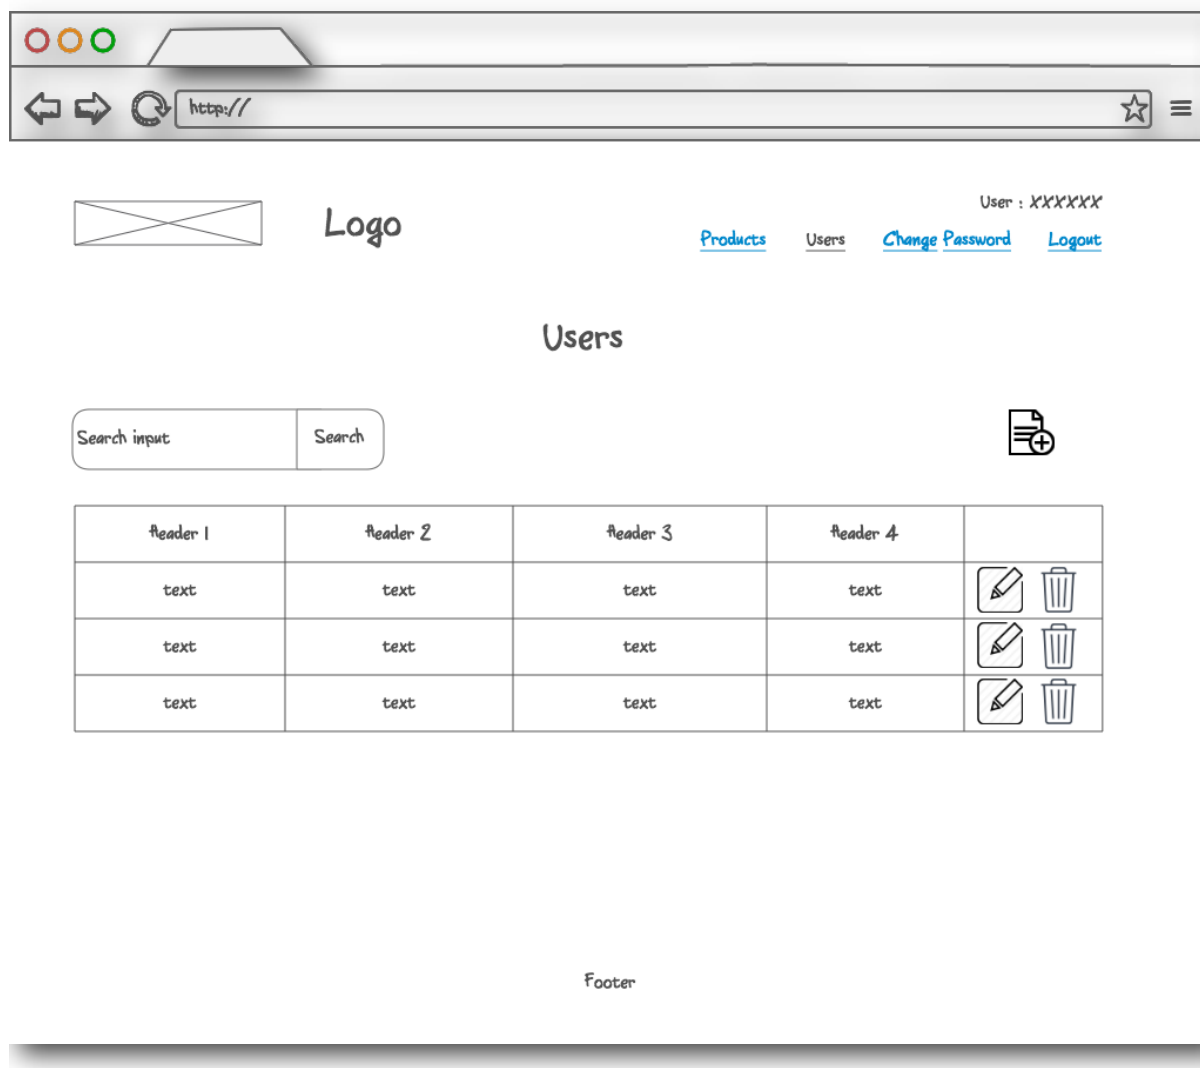 http://
User : XXXXXX
Logo
Products Users Change Password Logout
Users
Search input Search
Header 1 Header 2 Header 3 Header 4
text text text text
text text text text
text text text text
Footer